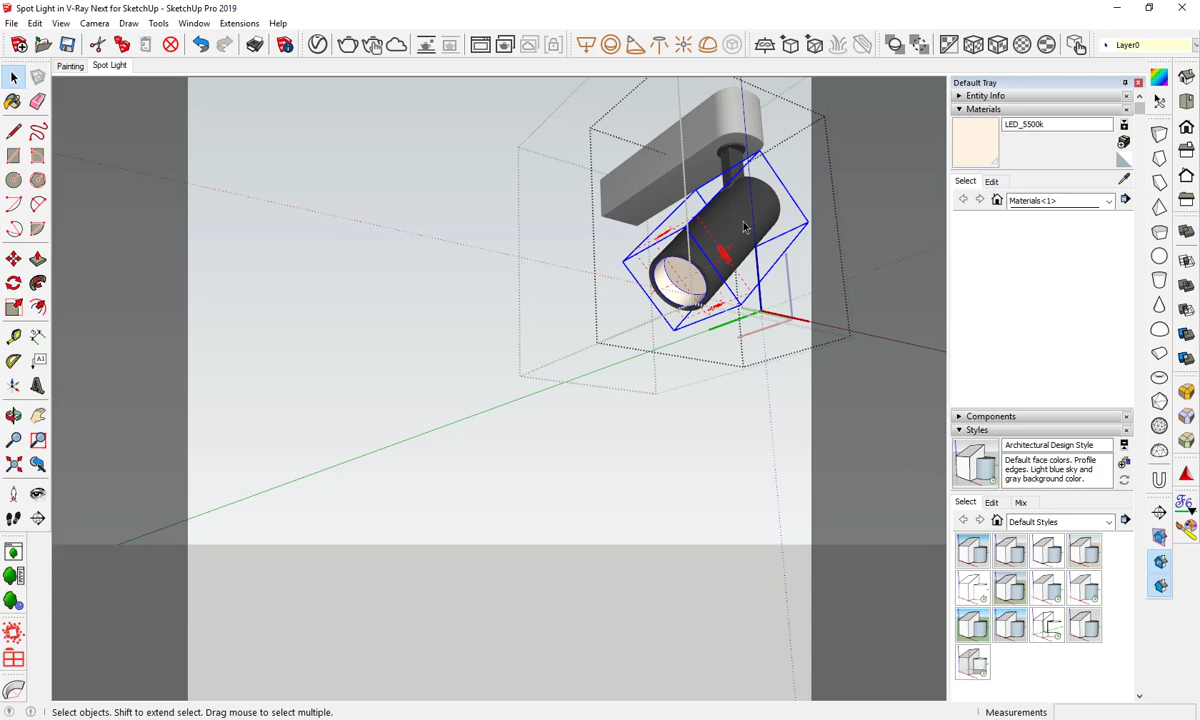 Spot Light in V-Ray Next for SketchUp - SketchUp Pro 2019
File Edit View Camera Draw Tools Window Extensions Help
Layer0
Painting Spot Light
Default Tray
Entity Info
Materials
LED_5500k
Select Edit
Materials<1>
Components
Styles
Architectural Design Style
Default face colors. Profile
edges. Light blue sky and
gray background color.
Select Edit Mix
Default Styles
A1
F6
Select objects. Shift to extend select. Drag mouse to select multiple.
Measurements